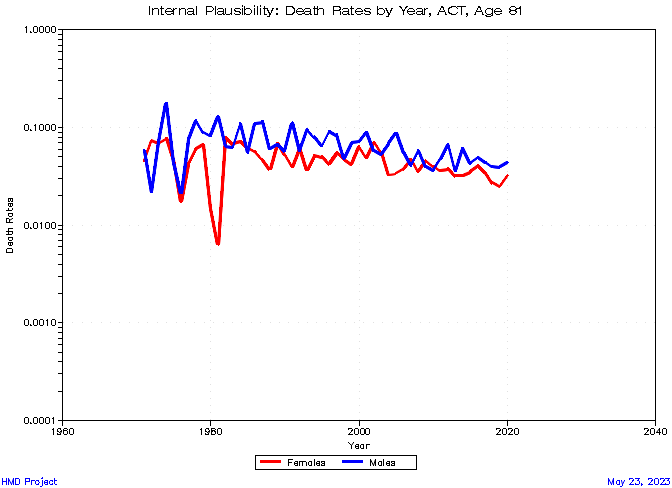 Internal Plausibility: Death Rates by Year, ACT, Age 81
1.0000
0.1000
0.0100
0.0010
0.0001
Death Rates
1960
1980
2000
2020
2040
Year
Females
Males
HMD Project
May 23, 2023